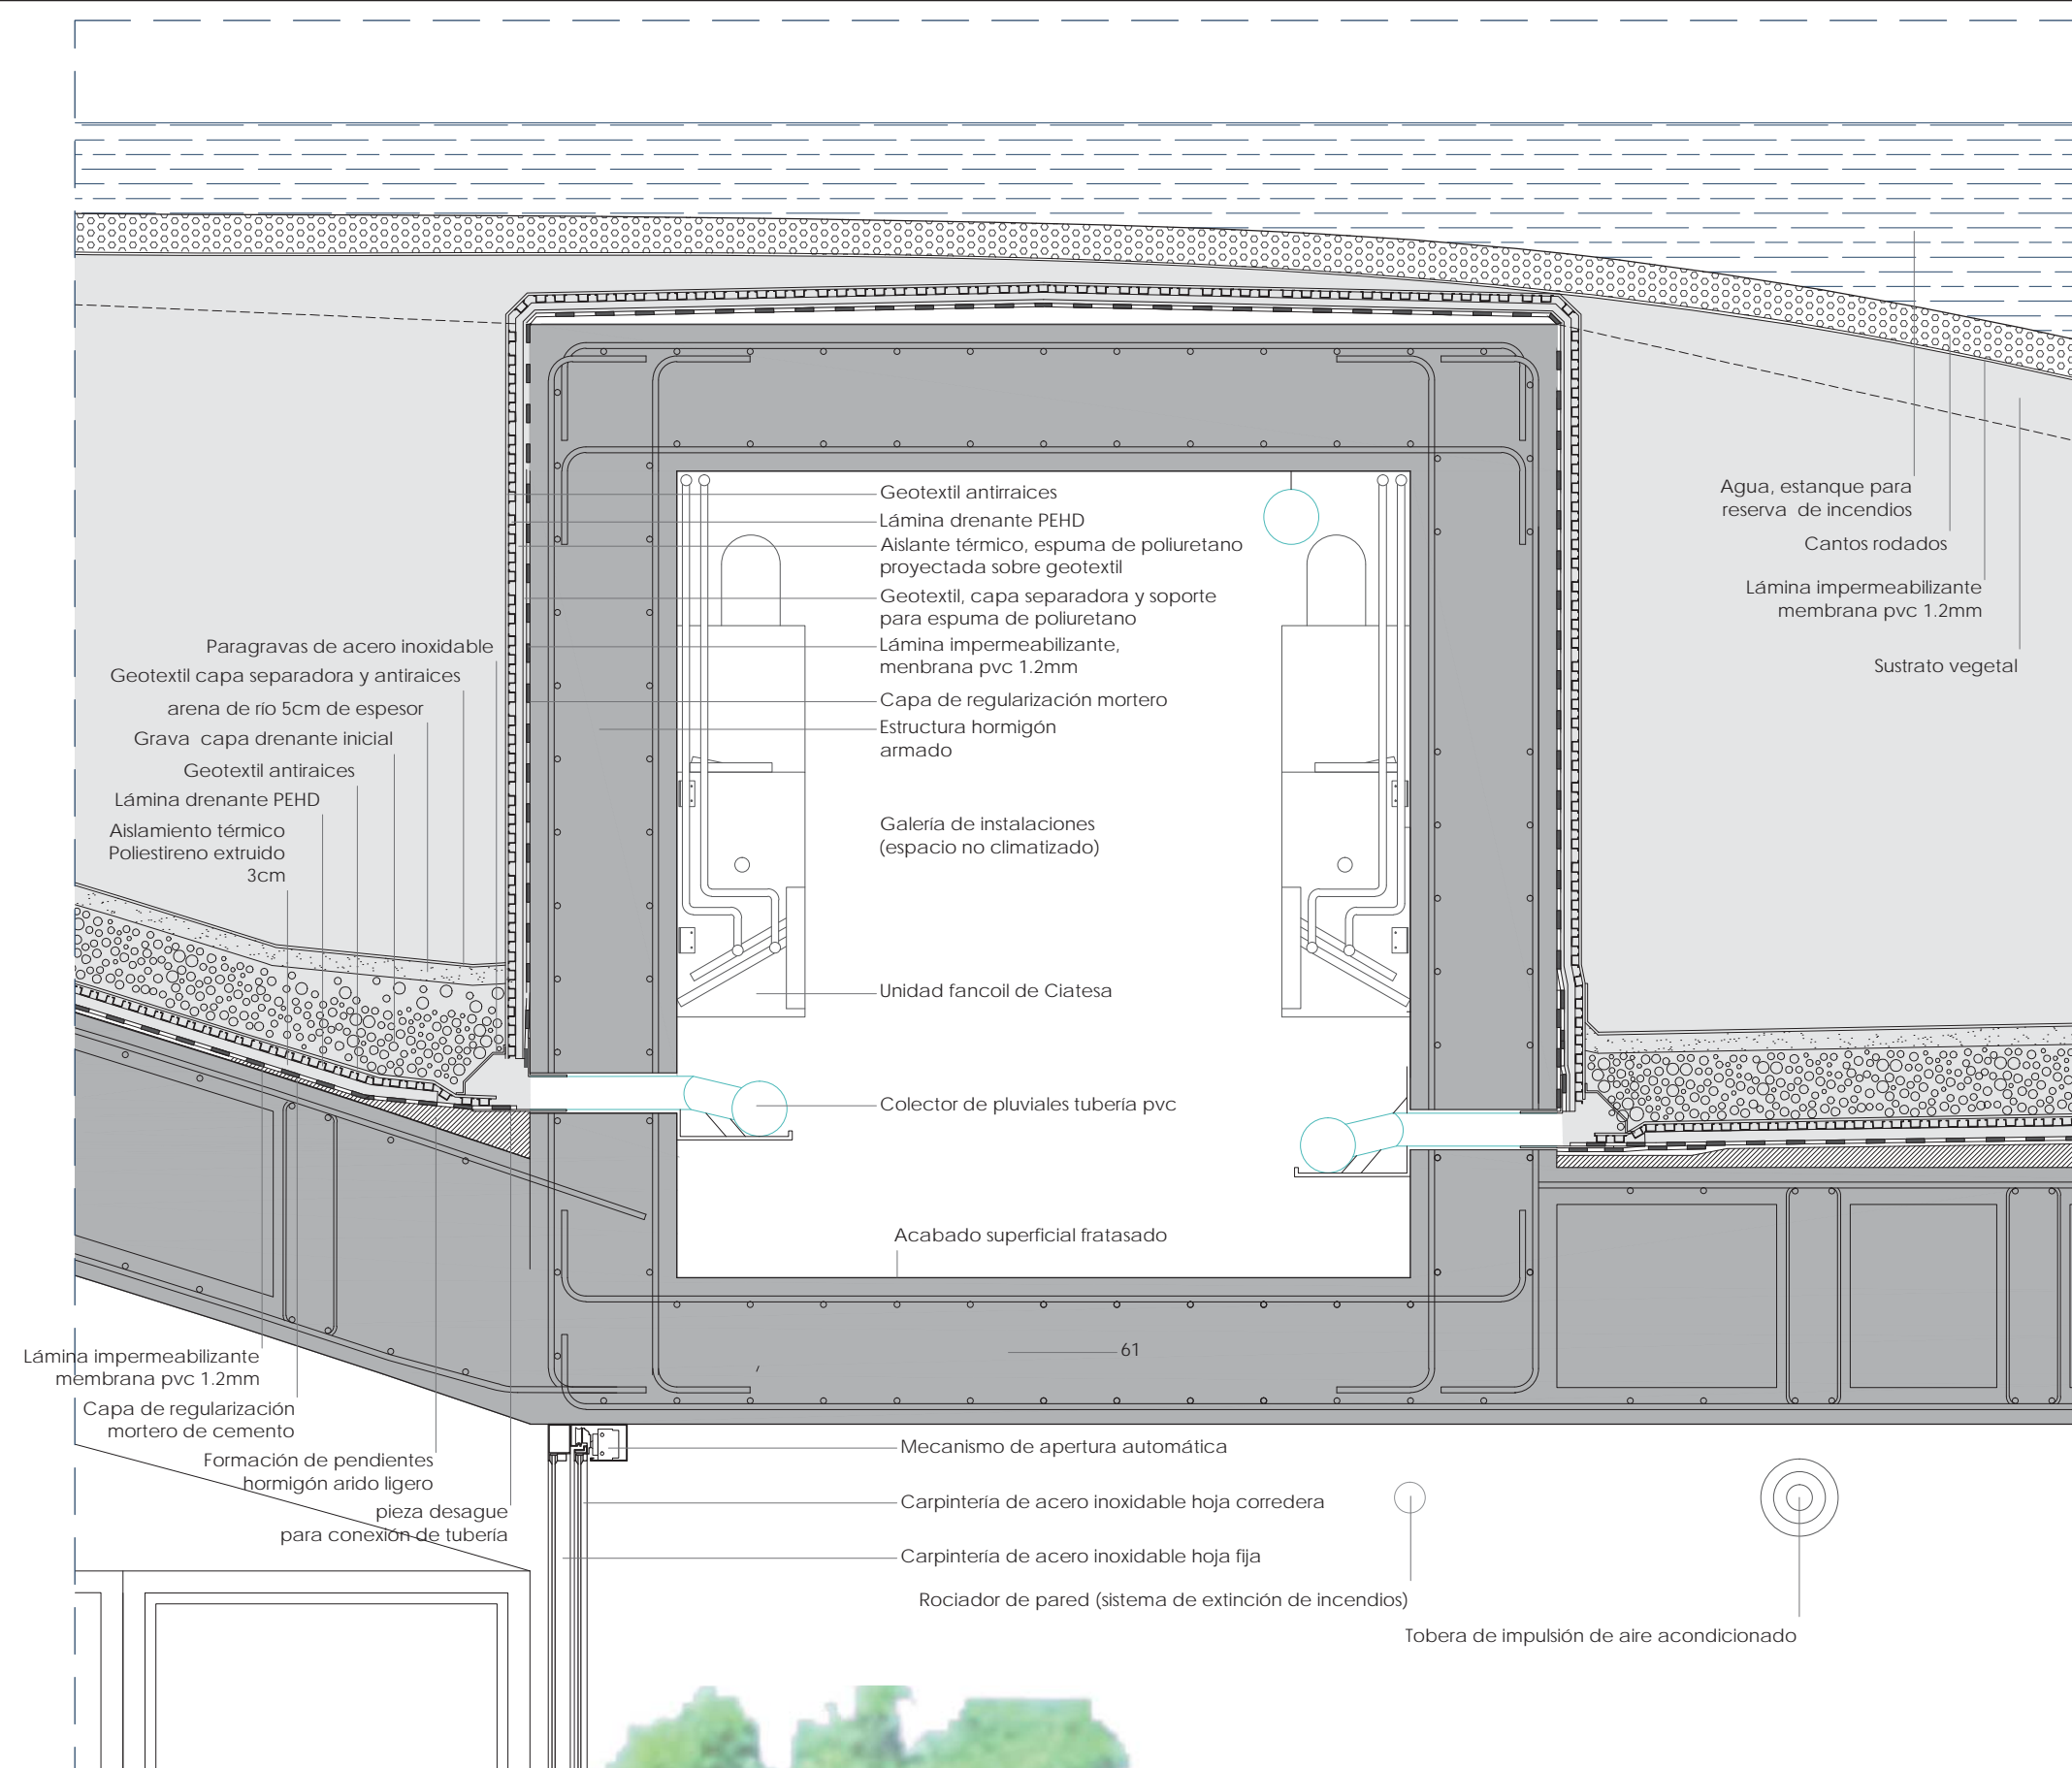 Geotextil antirraices
Lámina drenante PEHD
Aislante térmico, espuma de poliuretano
proyectada sobre geotextil
Geotextil, capa separadora y soporte
para espuma de poliuretano
Lámina impermeabilizante,
menbrana pvc 1.2mm
Capa de regularización mortero
Estructura hormigón
armado
Galería de instalaciones
(espacio no climatizado)
Unidad fancoil de Ciatesa
Colector de pluviales tubería pvc
Acabado superficial fratasado
61
Agua, estanque para
reserva de incendios
Cantos rodados
Lámina impermeabilizante
membrana pvc 1.2mm
Sustrato vegetal
Paragravas de acero inoxidable
Geotextil capa separadora y antiraices
arena de río 5cm de espesor
Grava capa drenante inicial
Geotextil antiraices
Lámina drenante PEHD
Aislamiento térmico
Poliestireno extruido
3cm
Lámina impermeabilizante
membrana pvc 1.2mm
Capa de regularización
mortero de cemento
Formación de pendientes
hormigón arido ligero
pieza desague
para conexión de tubería
Mecanismo de apertura automática
Carpintería de acero inoxidable hoja corredera
Carpintería de acero inoxidable hoja fija
Rociador de pared (sistema de extinción de incendios)
Tobera de impulsión de aire acondicionado